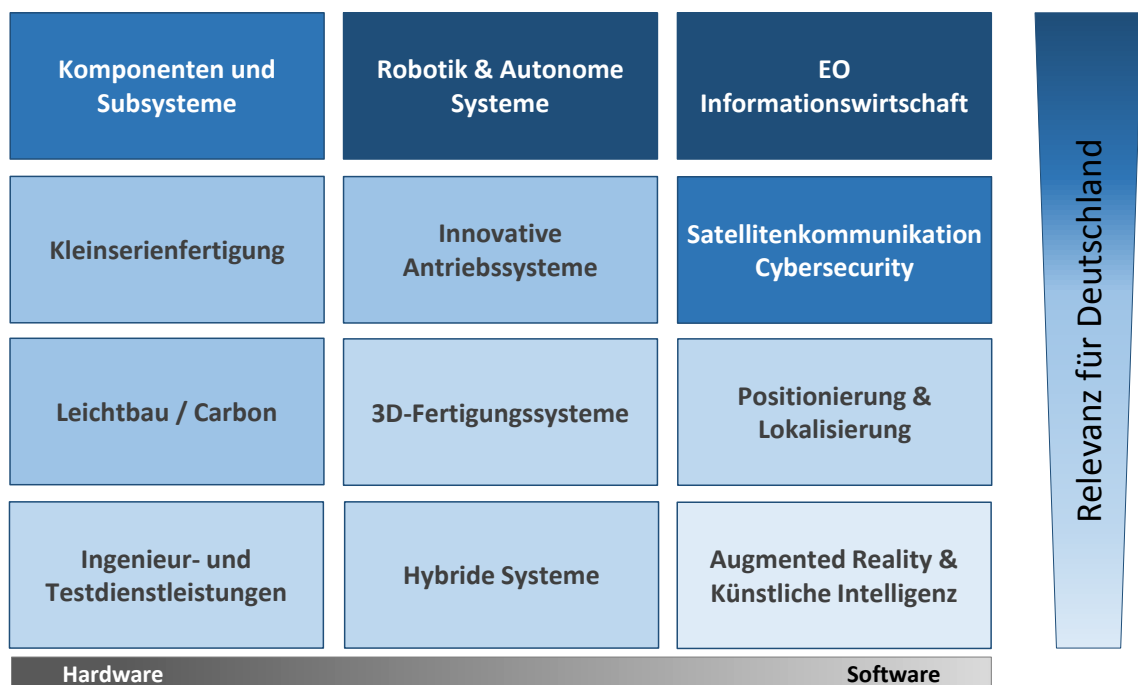 Komponenten und
Subsysteme
Robotik & Autonome
Systeme
EO
Informationswirtschaft
Kleinserienfertigung
Innovative
Antriebssysteme
Satellitenkommunikation
Cybersecurity
Leichtbau / Carbon
3D-Fertigungssysteme
Positionierung &
Lokalisierung
Ingenieur- und
Testdienstleistungen
Hybride Systeme
Augmented Reality &
Künstliche Intelligenz
Hardware
Software
Relevanz für Deutschland